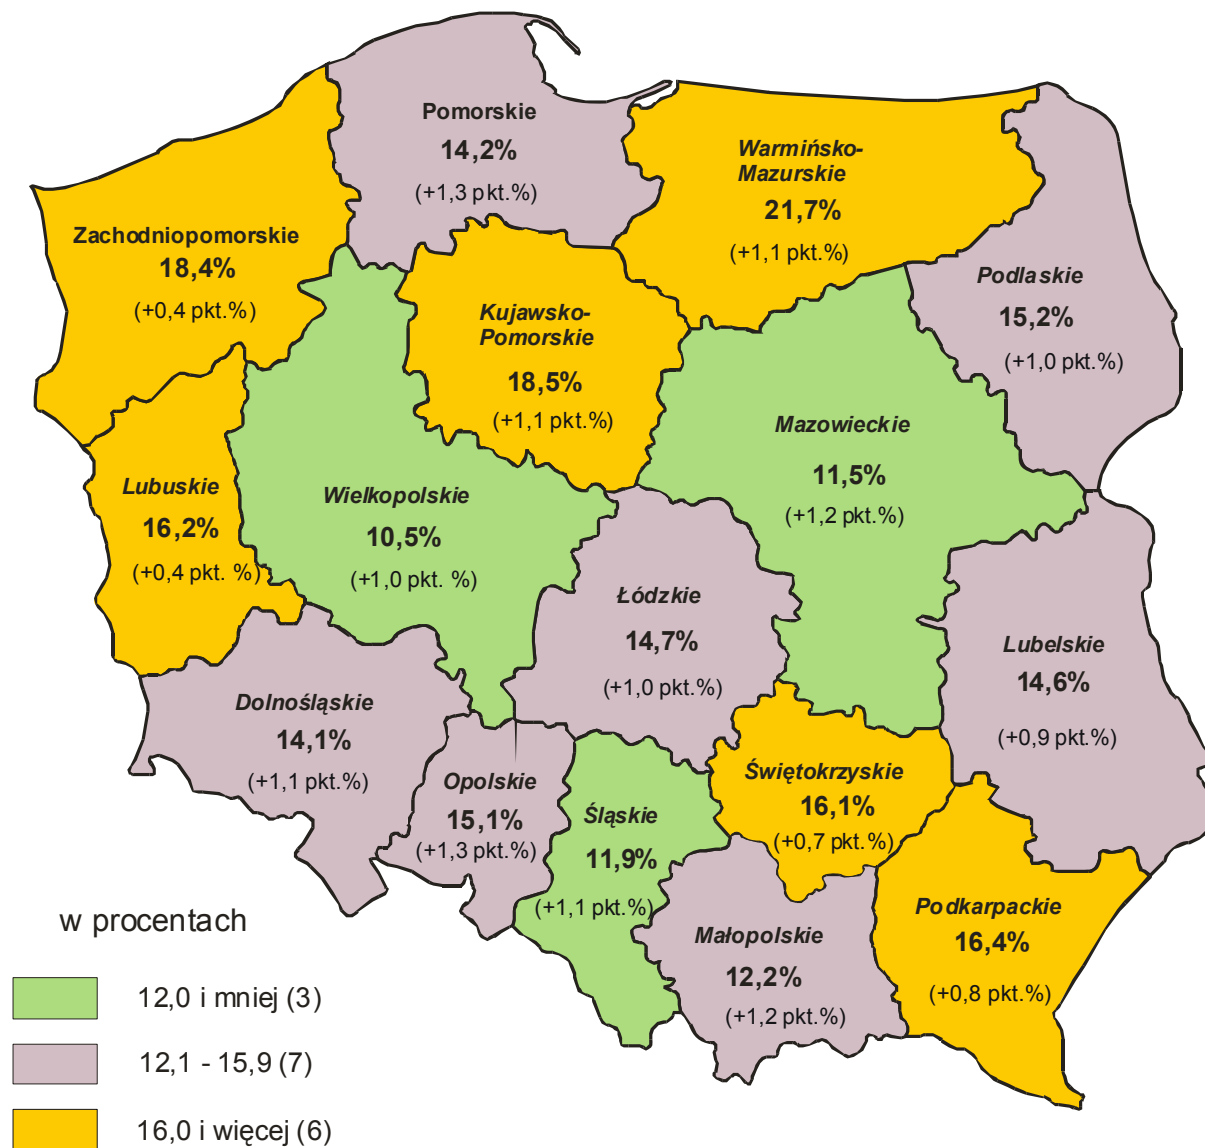 Pomorskie
14,2%
(+1,3 pkt.%)
Warmińsko-
Mazurskie
21,7%
(+1,1 pkt.%)
Zachodniopomorskie
18,4%
(+0,4 pkt.%)
Podlaskie
15,2%
(+1,0 pkt.%)
Kujawsko-
Pomorskie
18,5%
(+1,1 pkt.%)
Mazowieckie
11,5%
(+1,2 pkt.%)
Lubuskie
16,2%
(+0,4 pkt. %)
Wielkopolskie
10,5%
(+1,0 pkt. %)
Łódzkie
14,7%
(+1,0 pkt.%)
Lubelskie
14,6%
(+0,9 pkt.%)
Dolnośląskie
14,1%
(+1,1 pkt.%)
Opolskie
15,1%
(+1,3 pkt.%)
Śląskie
11,9%
(+1,1 pkt.%)
Świętokrzyskie
16,1%
(+0,7 pkt.%)
Małopolskie
12,2%
(+1,2 pkt.%)
Podkarpackie
16,4%
(+0,8 pkt.%)
w procentach
12,0 i mniej (3)
12,1 - 15,9 (7)
16,0 i więcej (6)